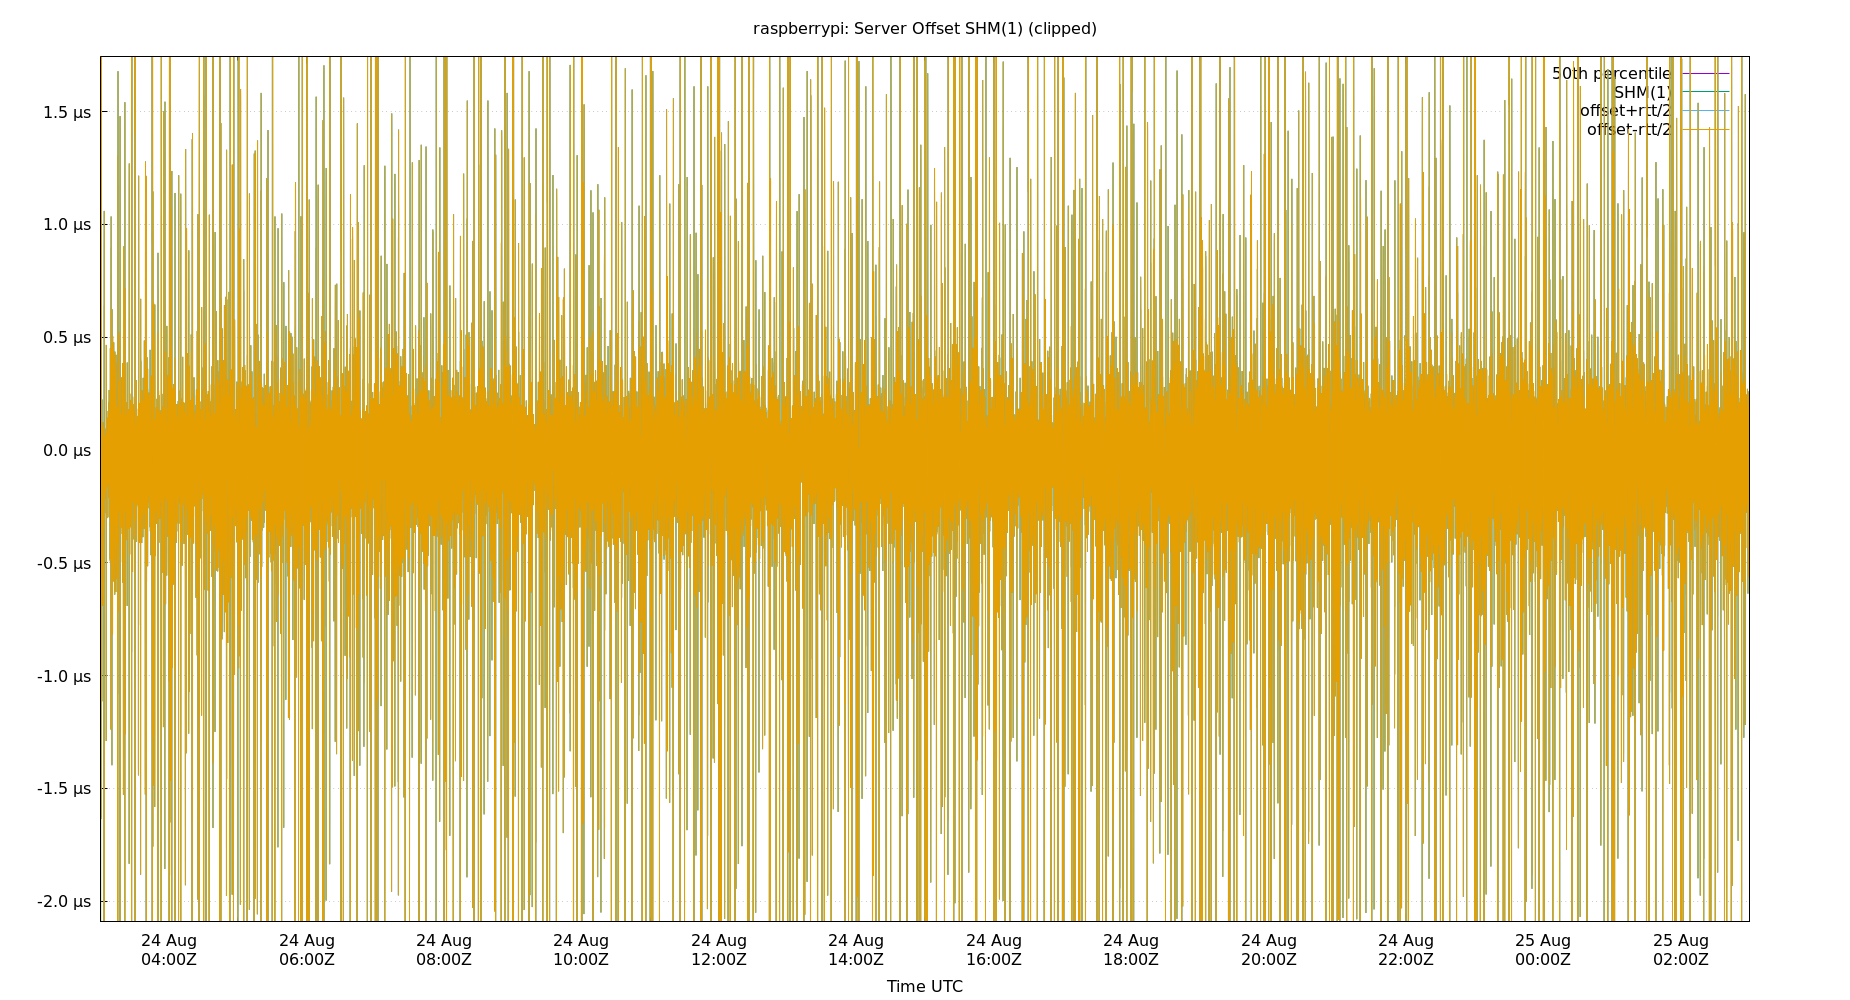 raspberrypi: Server Offset SHM(1) (clipped)
50th percentile
SHM(1)
offset+rtt/2
offset-rtt/2
1.5 µs
1.0 µs
0.5 µs
0.0 µs
-0.5 µs
-1.0 µs
-1.5 µs
-2.0 µs
24 Aug 24 Aug 24 Aug 24 Aug 24 Aug 24 Aug 24 Aug 24 Aug 24 Aug 24 Aug 25 Aug 25 Aug
04:00Z 06:00Z 08:00Z 10:00Z 12:00Z 14:00Z 16:00Z 18:00Z 20:00Z 22:00Z 00:00Z 02:00Z
Time UTC